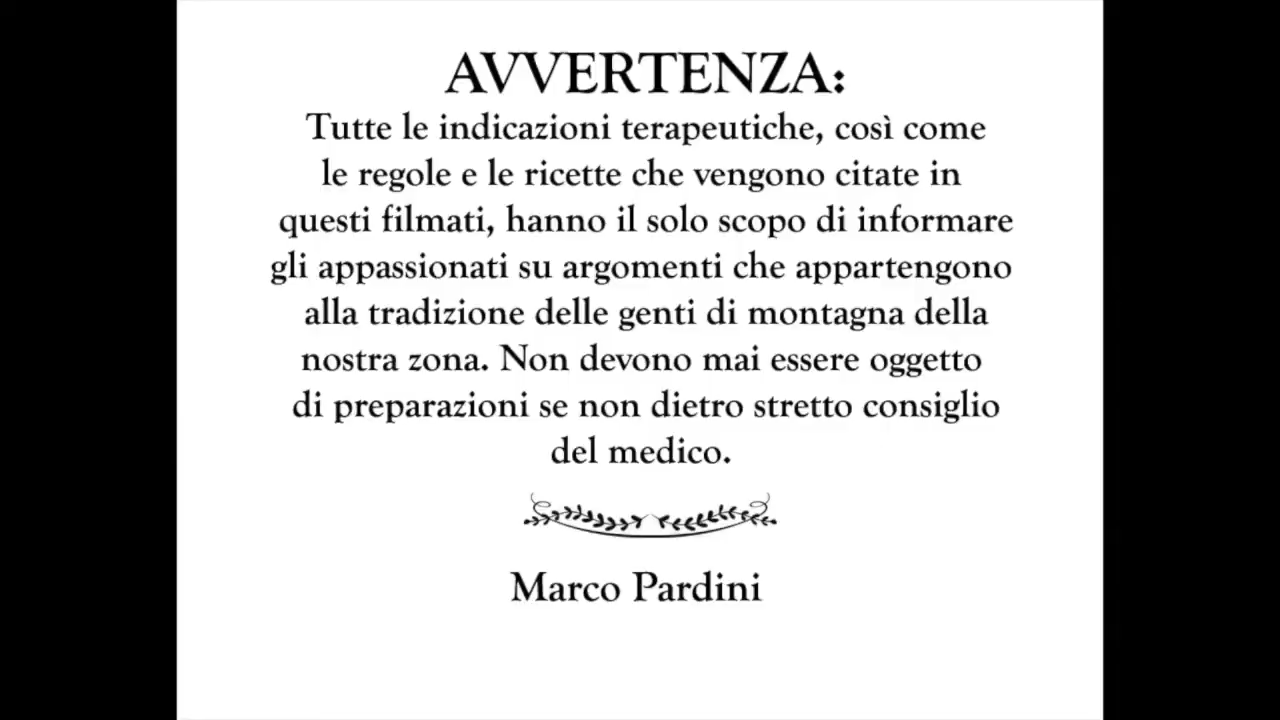 AVVERTENZA:
Tutte le indicazioni terapeutiche, così come
le regole e le ricette che vengono citate in
questi filmati, hanno il solo scopo di informare
gli appassionati su argomenti che appartengono
alla tradizione delle genti di montagna della
nostra zona. Non devono mai essere oggetto
di preparazioni se non dietro stretto consiglio
del medico.
Marco Pardini